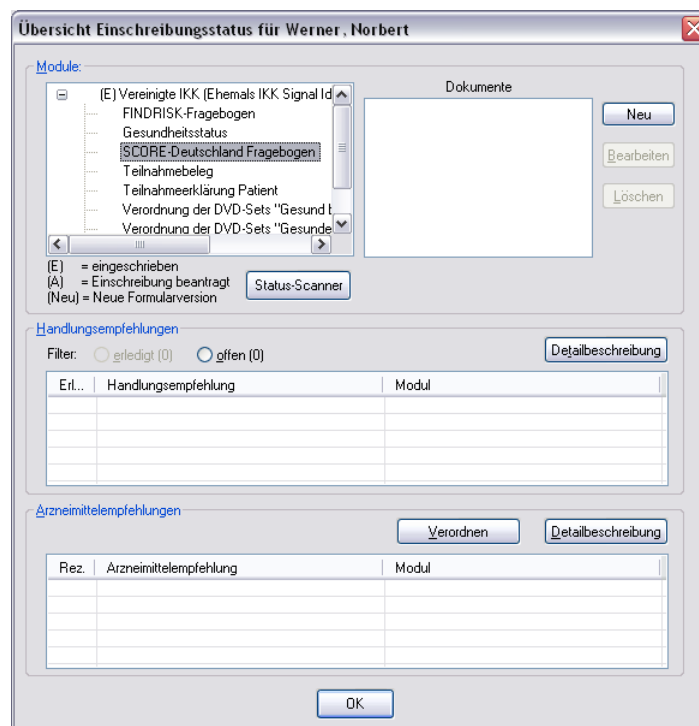 Übersicht Einschreibungsstatus für Werner, Norbert
Module:
(E) Vereinigte IKK (Ehemals IKK Signal Id
FINDRISK-Fragebogen
Gesundheitsstatus
SCORE-Deutschland Fragebogen
Teilnahmebeleg
Teilnahmeerklärung Patient
Verordnung der DVD-Sets "Gesund b
Verordnung der DVD-Sets "Gesunde
Dokumente
Neu
Bearbeiten
Löschen
(E) = eingeschrieben
(A) = Einschreibung beantragt
(Neu) = Neue Formularversion
Status-Scanner
Handlungsempfehlungen
Filter: erledigt (0) offen (0)
Detailbeschreibung
Erl... Handlungsempfehlung Modul
Arzneimittelempfehlungen
Verordnen Detailbeschreibung
Rez. Arzneimittelempfehlung Modul
OK